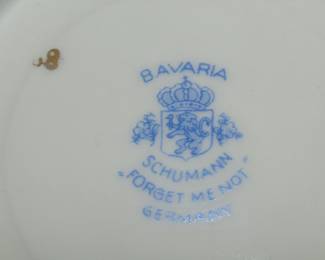 BAVARIA
SCHUMANN
"FORGET ME NOT"
GERMANY